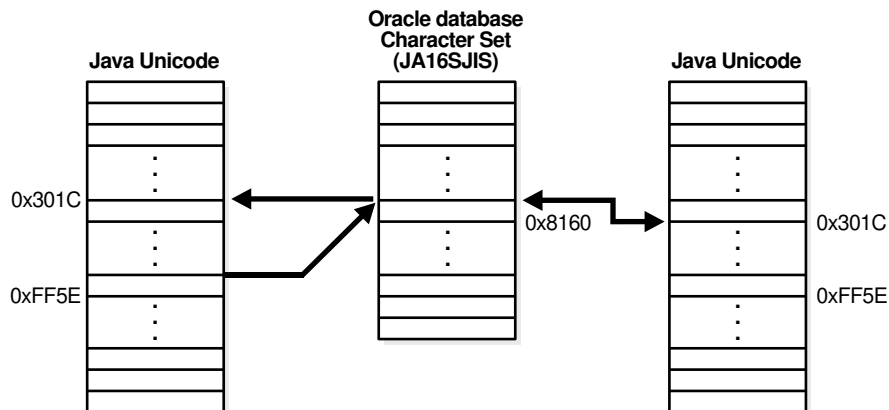 Oracle database
Character Set
(JA16SJIS)
Java Unicode
Java Unicode
0x301C
0x8160
0x301C
0xFF5E
0xFF5E